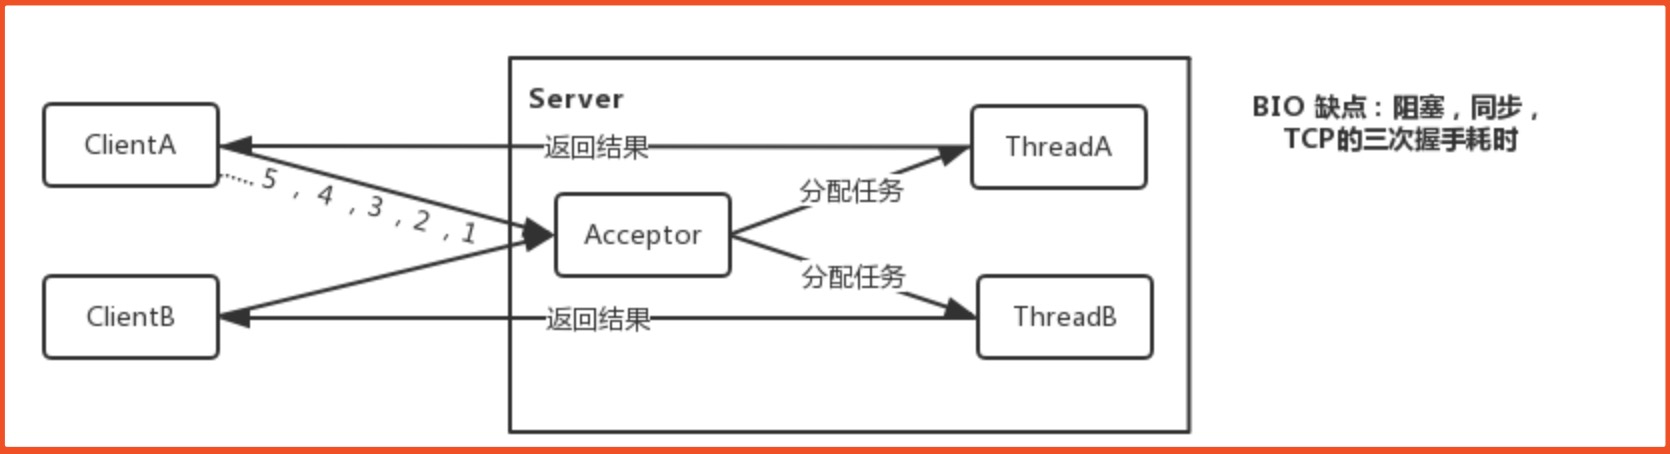 Server
BIO 缺点：阻塞，同步，
TCP的三次握手耗时
ClientA
返回结果
ThreadA
...... 5 ，4 ，3 ，2 ，1
分配任务
Acceptor
分配任务
ClientB
返回结果
ThreadB